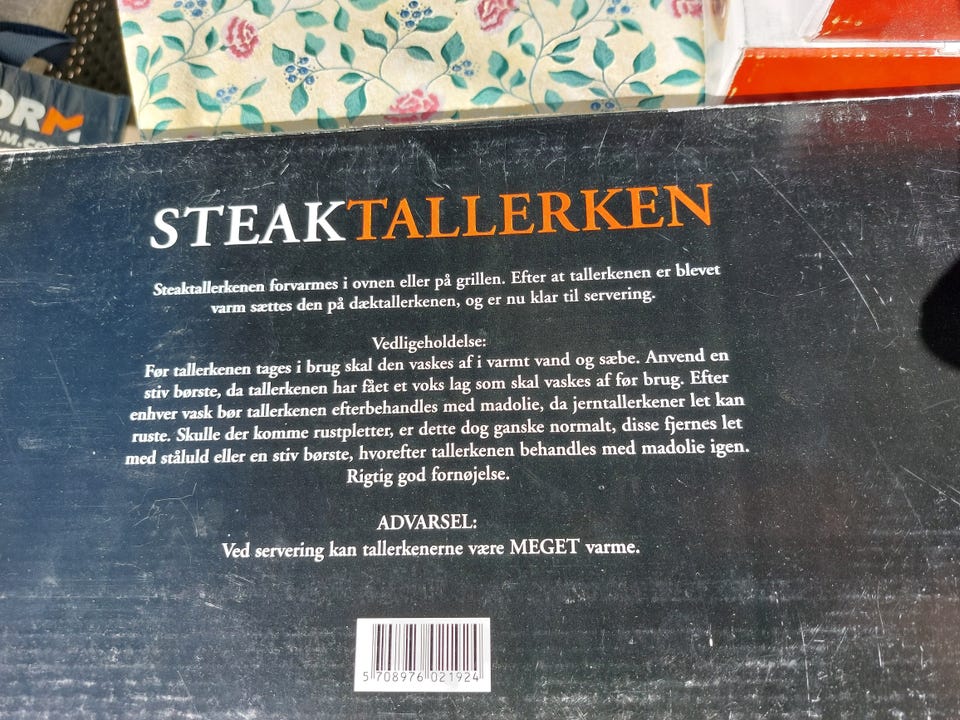 ORM
STEAKTALLERKEN
Steaktallerkenen forvarmes i ovnen eller på grillen. Efter at tallerkenen er blevet
varm sættes den på dæktallerkenen, og er nu klar til servering.
Vedligeholdelse:
Før tallerkenen tages i brug skal den vaskes af i varmt vand og sæbe. Anvend en
stiv børste, da tallerkenen har fået et voks lag som skal vaskes af før brug. Efter
enhver vask bør tallerkenen efterbehandles med madolie, da jerntallerkener let kan
ruste. Skulle der komme rustpletter, er dette dog ganske normalt, disse fjernes let
med ståluld eller en stiv børste, hvorefter tallerkenen behandles med madolie igen.
Rigtig god fornøjelse.
ADVARSEL:
Ved servering kan tallerkenerne være MEGET varme.
5 708976 021924